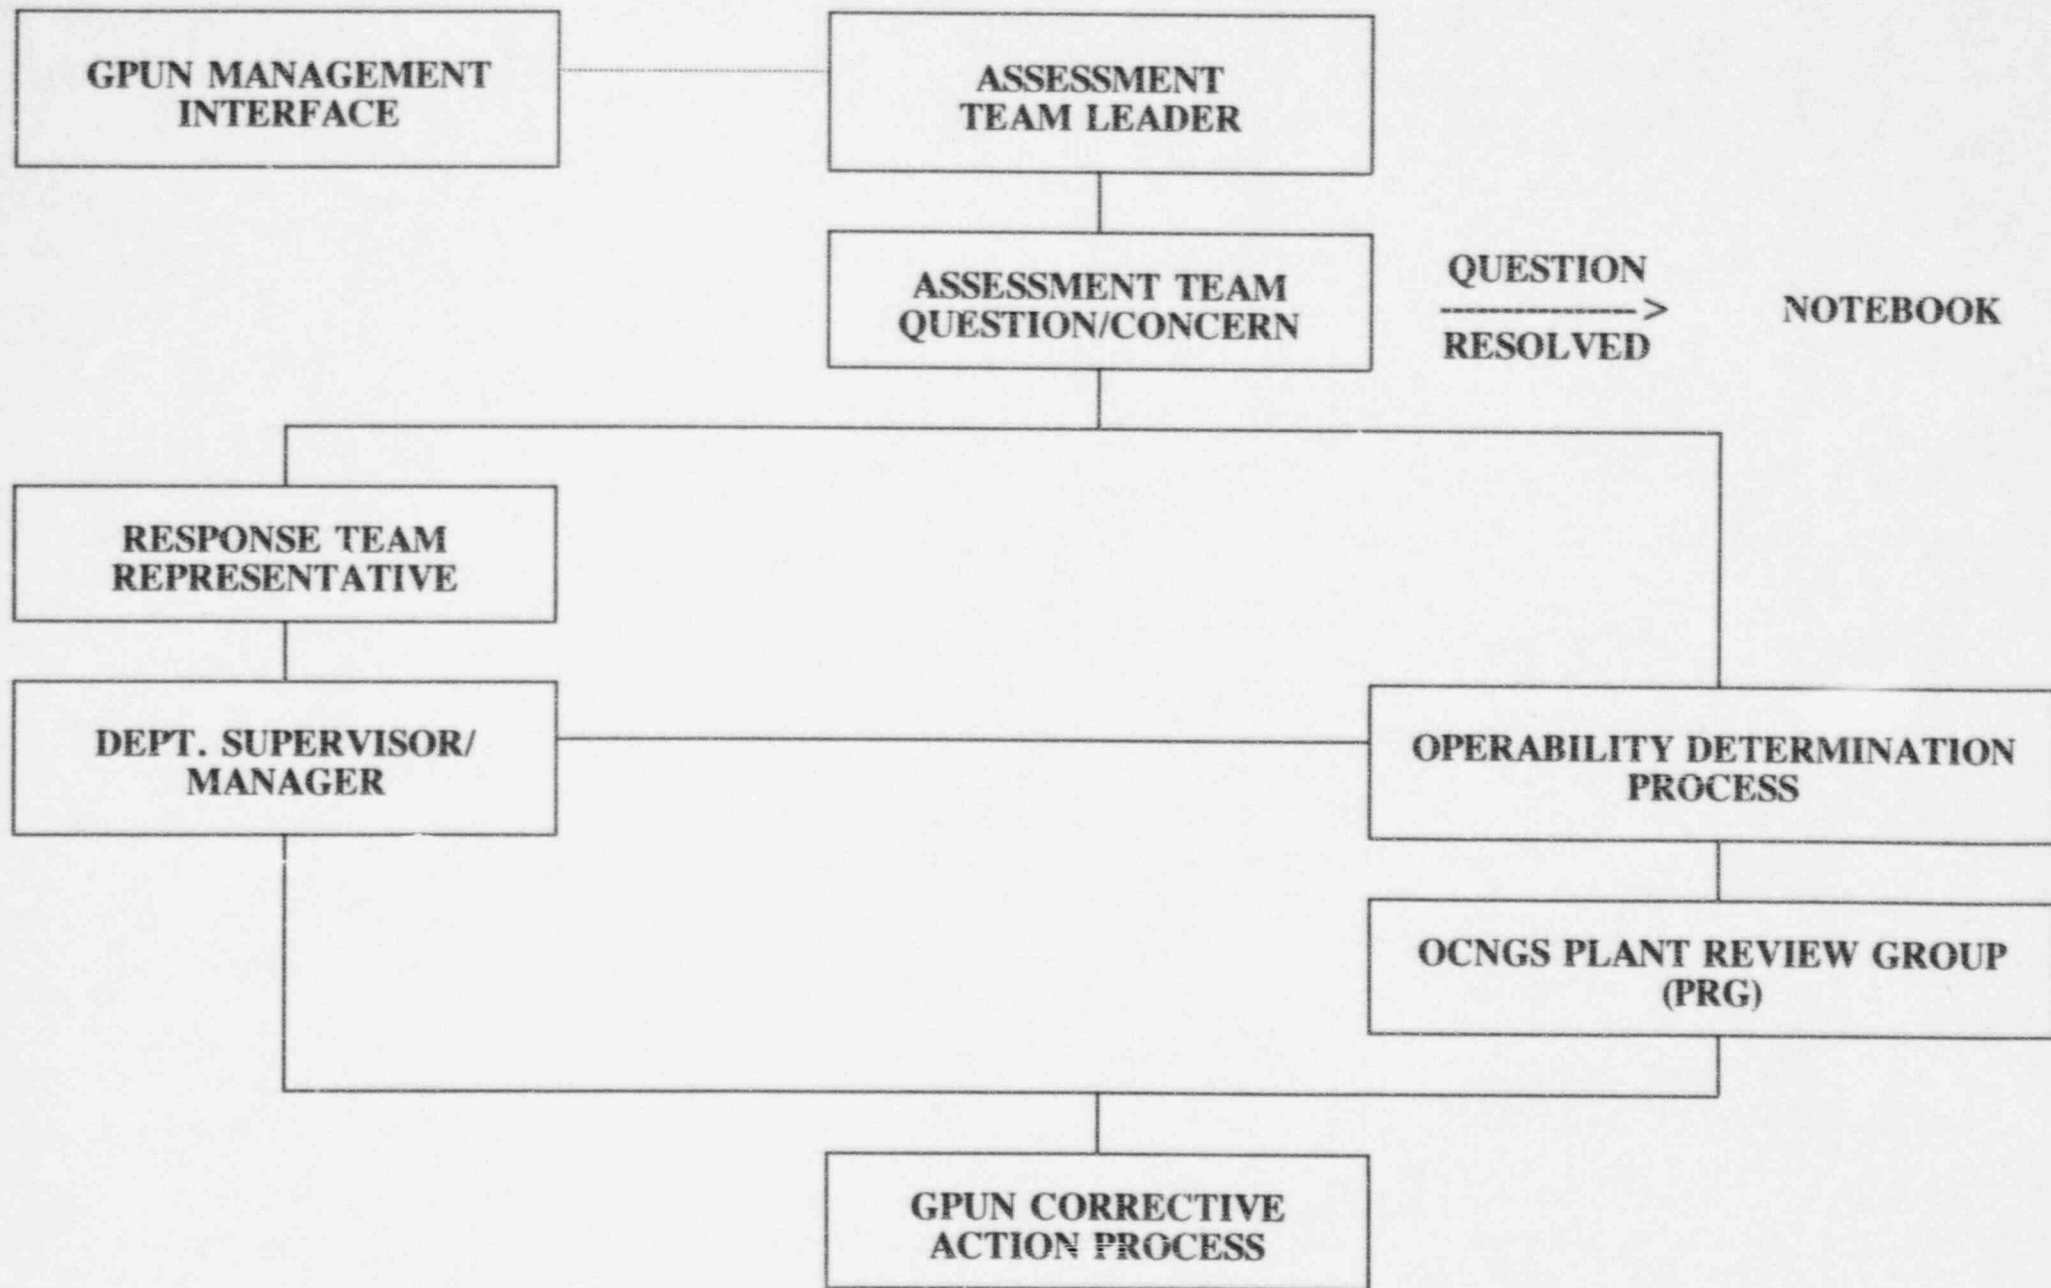 GPUN MANAGEMENT
INTERFACE
ASSESSMENT
TEAM LEADER
ASSESSMENT TEAM
QUESTION/CONCERN
QUESTION
--------------->
RESOLVED
NOTEBOOK
RESPONSE TEAM
REPRESENTATIVE
DEPT. SUPERVISOR/
MANAGER
OPERABILITY DETERMINATION
PROCESS
OCNGS PLANT REVIEW GROUP
(PRG)
GPUN CORRECTIVE
ACTION PROCESS